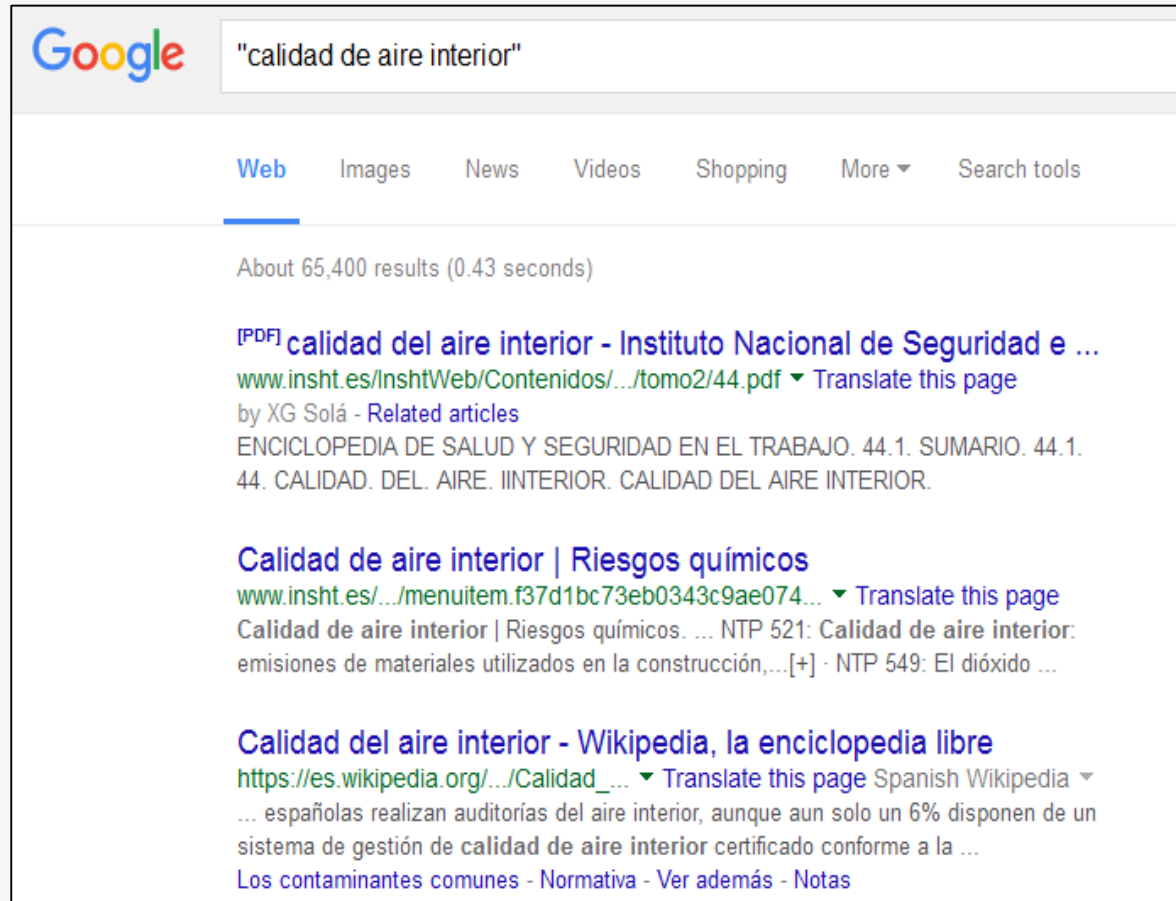 Google "calidad de aire interior"
Web Images News Videos Shopping More Search tools
About 65,400 results (0.43 seconds)
[PDF] calidad del aire interior - Instituto Nacional de Seguridad e ...
www.insht.es/InshtWeb/Contenidos/.../tomo2/44.pdf Translate this page
by XG Solá - Related articles
ENCICLOPEDIA DE SALUD Y SEGURIDAD EN EL TRABAJO. 44.1. SUMARIO. 44.1.
44. CALIDAD. DEL. AIRE. IINTERIOR. CALIDAD DEL AIRE INTERIOR.
Calidad de aire interior | Riesgos químicos
www.insht.es/.../menuitem.f37d1bc73eb0343c9ae074... Translate this page
Calidad de aire interior | Riesgos químicos. ... NTP 521: Calidad de aire interior:
emisiones de materiales utilizados en la construcción,...[+] · NTP 549: El dióxido ...
Calidad del aire interior - Wikipedia, la enciclopedia libre
https://es.wikipedia.org/.../Calidad_... Translate this page Spanish Wikipedia
... españolas realizan auditorías del aire interior, aunque aun solo un 6% disponen de un
sistema de gestión de calidad de aire interior certificado conforme a la ...
Los contaminantes comunes - Normativa - Ver además - Notas